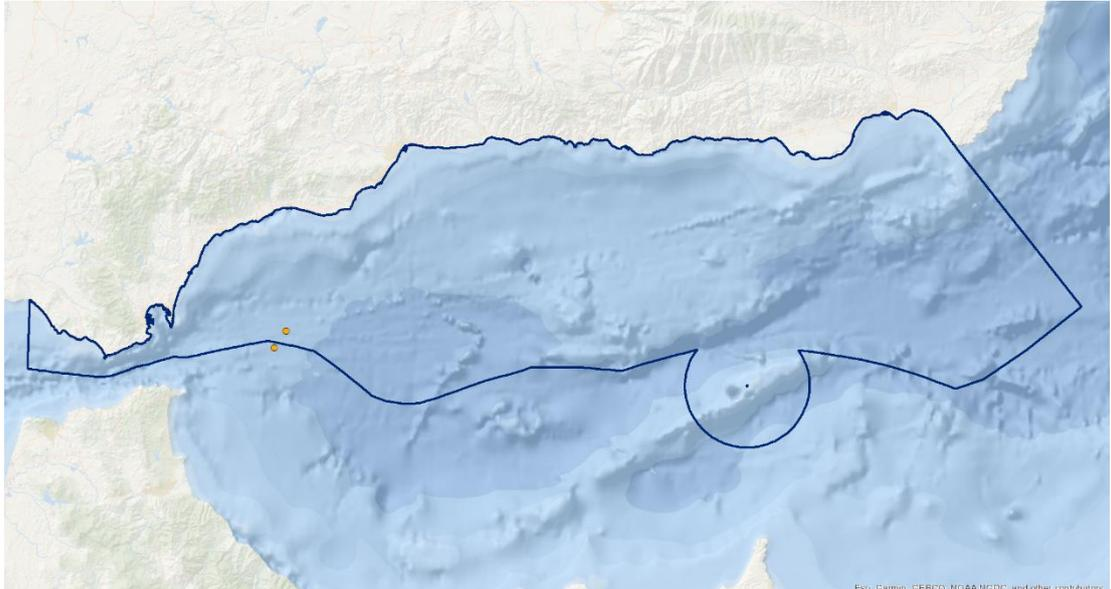 Esri, Garmin, GEBCO, NOAA NGDC, and other contributors